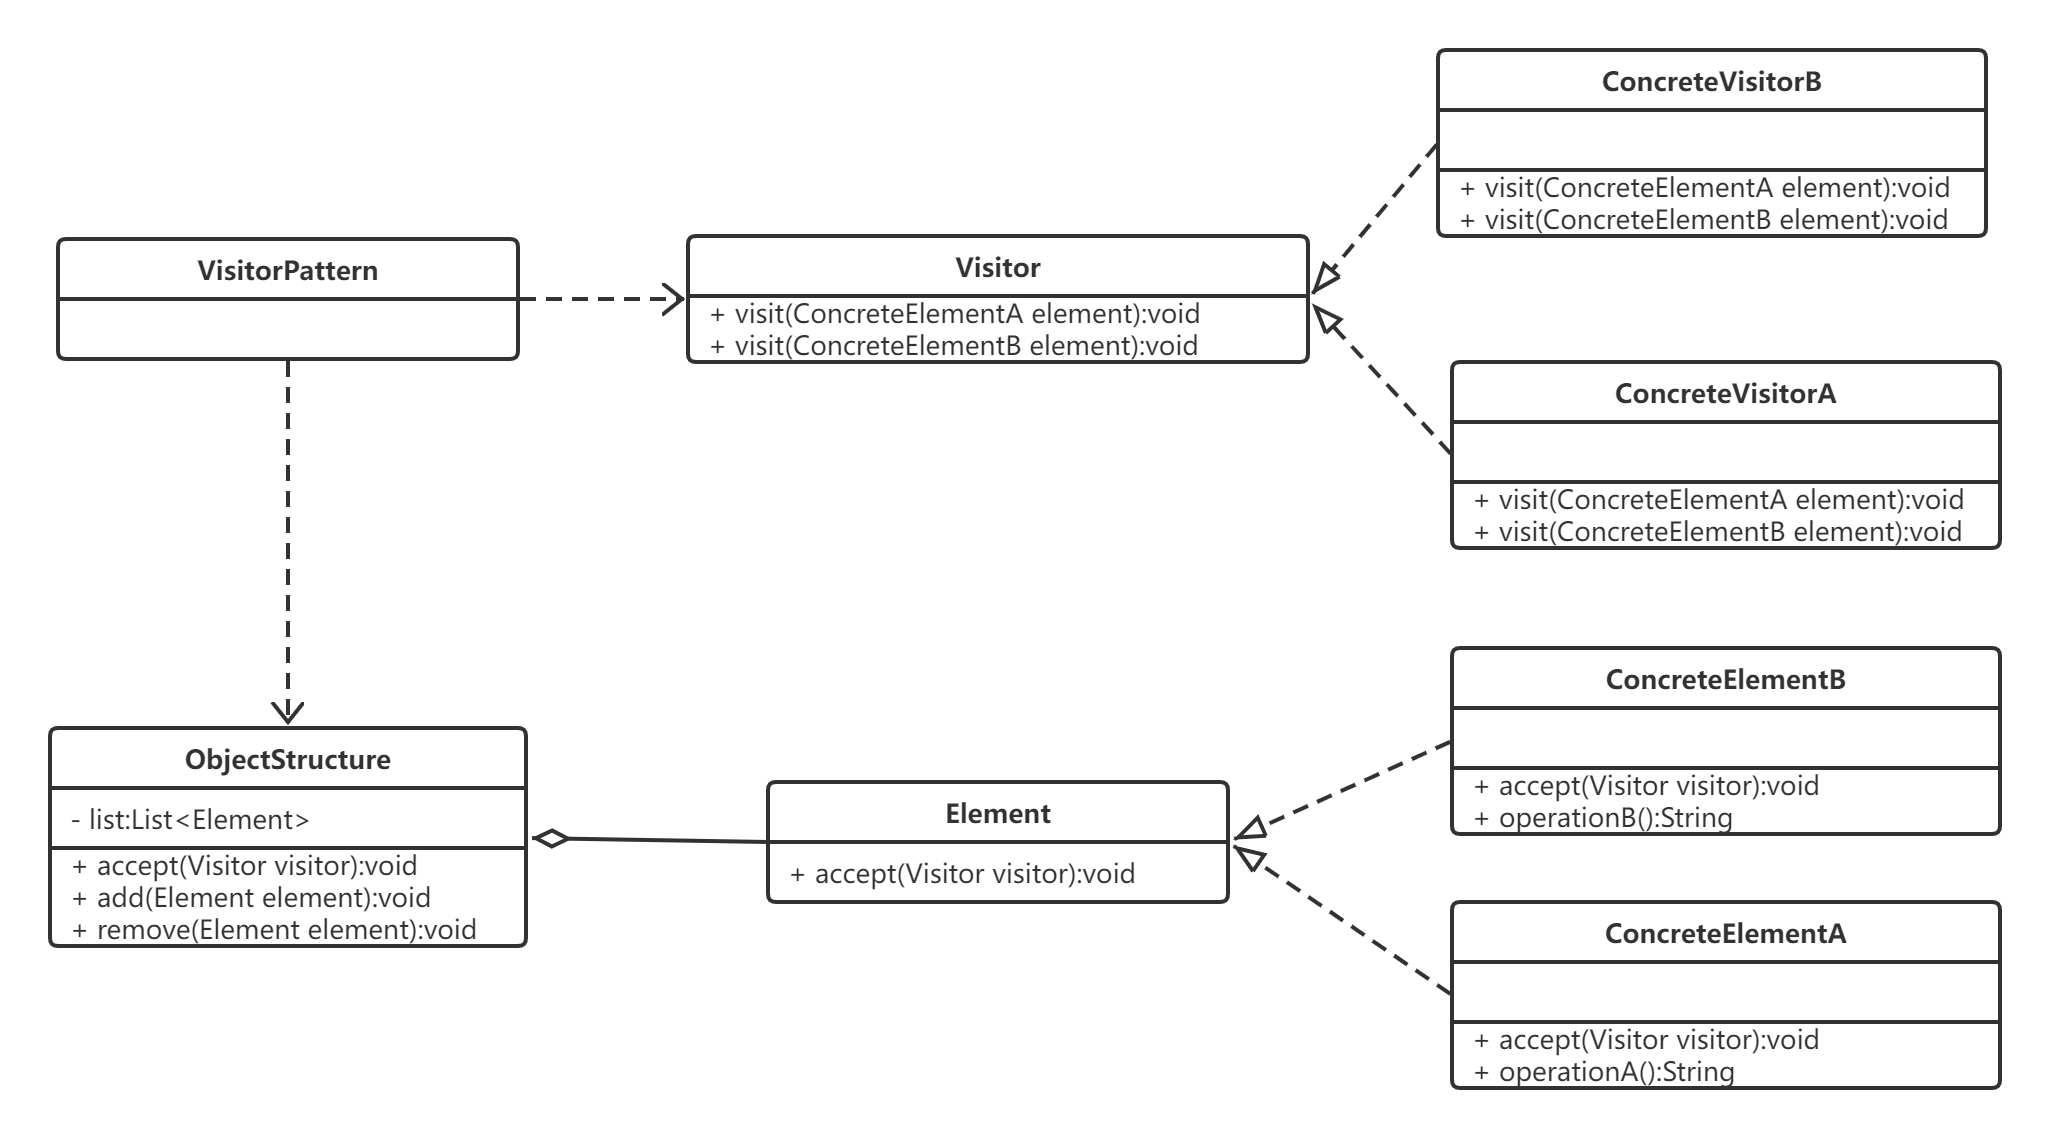 ConcreteVisitorB
+ visit(ConcreteElementA element):void
+ visit(ConcreteElementB element):void
VisitorPattern
Visitor
+ visit(ConcreteElementA element):void
+ visit(ConcreteElementB element):void
ConcreteVisitorA
+ visit(ConcreteElementA element):void
+ visit(ConcreteElementB element):void
ObjectStructure
- list:List<Element>
+ accept(Visitor visitor):void
+ add(Element element):void
+ remove(Element element):void
Element
+ accept(Visitor visitor):void
ConcreteElementB
+ accept(Visitor visitor):void
+ operationB():String
ConcreteElementA
+ accept(Visitor visitor):void
+ operationA():String